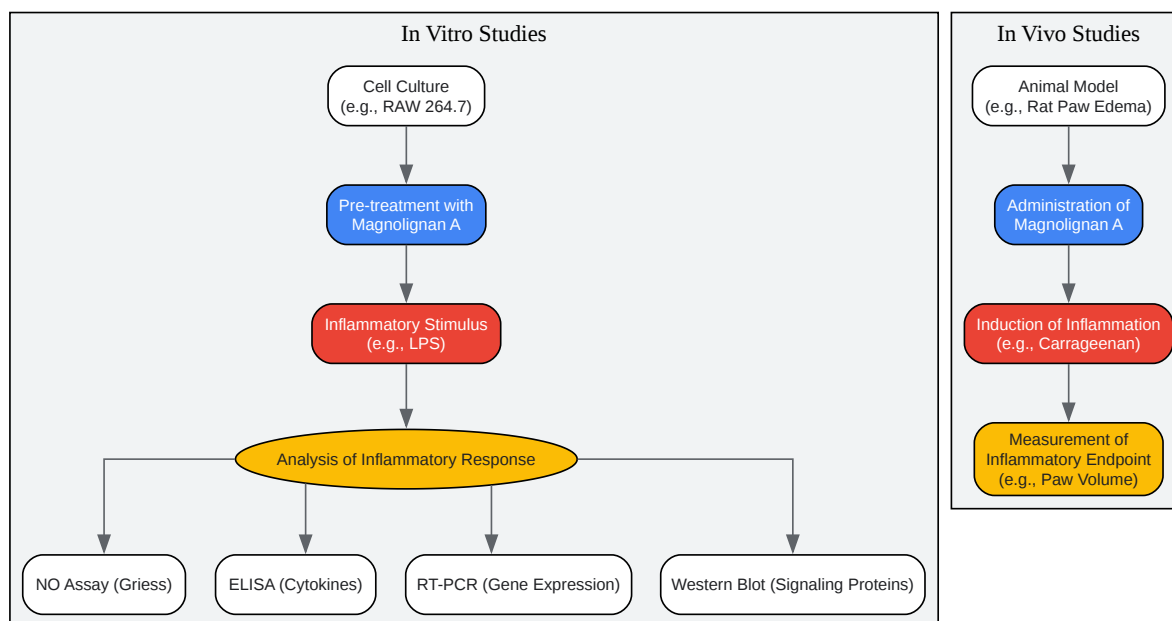 In Vitro Studies
Cell Culture
(e.g., RAW 264.7)
Pre-treatment with
Magnolignan A
Inflammatory Stimulus
(e.g., LPS)
Analysis of Inflammatory Response
NO Assay (Griess)
ELISA (Cytokines)
RT-PCR (Gene Expression)
Western Blot (Signaling Proteins)
In Vivo Studies
Animal Model
(e.g., Rat Paw Edema)
Administration of
Magnolignan A
Induction of Inflammation
(e.g., Carrageenan)
Measurement of
Inflammatory Endpoint
(e.g., Paw Volume)